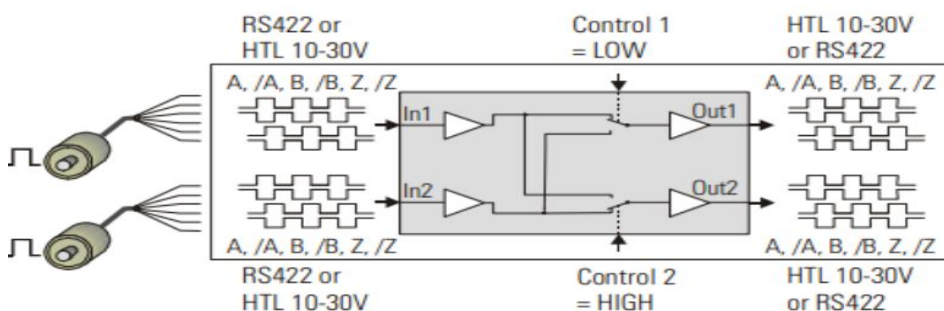 RS422 or
HTL 10-30V
Control 1
= LOW
HTL 10-30V
or RS422
A, /A, B, /B, Z, /Z
A, /A, B, /B, Z, /Z
In1
Out1
In2
Out2
A, /A, B, /B, Z, /Z
A, /A, B, /B, Z, /Z
RS422 or
HTL 10-30V
Control 2
= HIGH
HTL 10-30V
or RS422